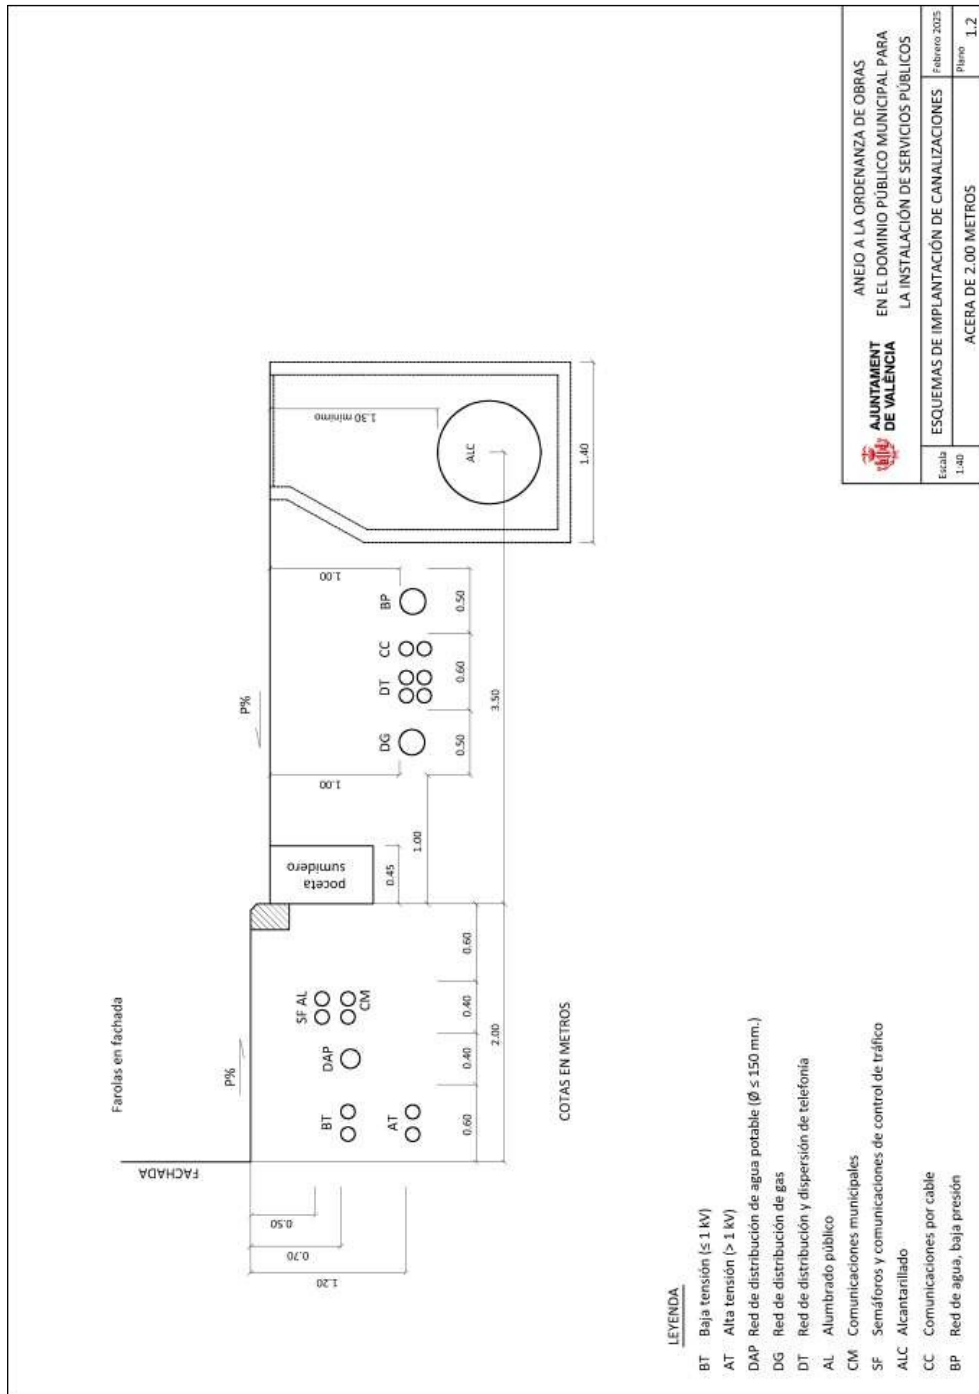 Farolas en fachada
FACHADA
P%
P%
0.50
0.70
1.20
BT
AT
DAP
SF AL
CM
0.60
0.40
0.40
0.60
2.00
poceta
sumidero
0.45
1.00
1.00
DG
DT
CC
BP
1.00
0.50
0.60
0.50
3.50
1.30 mínimo
ALC
1.40
COTAS EN METROS
LEYENDA
BT Baja tensión (≤ 1 kV)
AT Alta tensión (> 1 kV)
DAP Red de distribución de agua potable (Ø ≤ 150 mm.)
DG Red de distribución de gas
DT Red de distribución y dispersión de telefonía
AL Alumbrado público
CM Comunicaciones municipales
SF Semáforos y comunicaciones de control de tráfico
ALC Alcantarillado
CC Comunicaciones por cable
BP Red de agua, baja presión
AJUNTAMENT
DE VALÈNCIA
ANEJO A LA ORDENANZA DE OBRAS
EN EL DOMINIO PÚBLICO MUNICIPAL PARA
LA INSTALACIÓN DE SERVICIOS PÚBLICOS
Escala
1:40
ESQUEMAS DE IMPLANTACIÓN DE CANALIZACIONES
Febrero 2025
ACERA DE 2.00 METROS
Plano 1.2